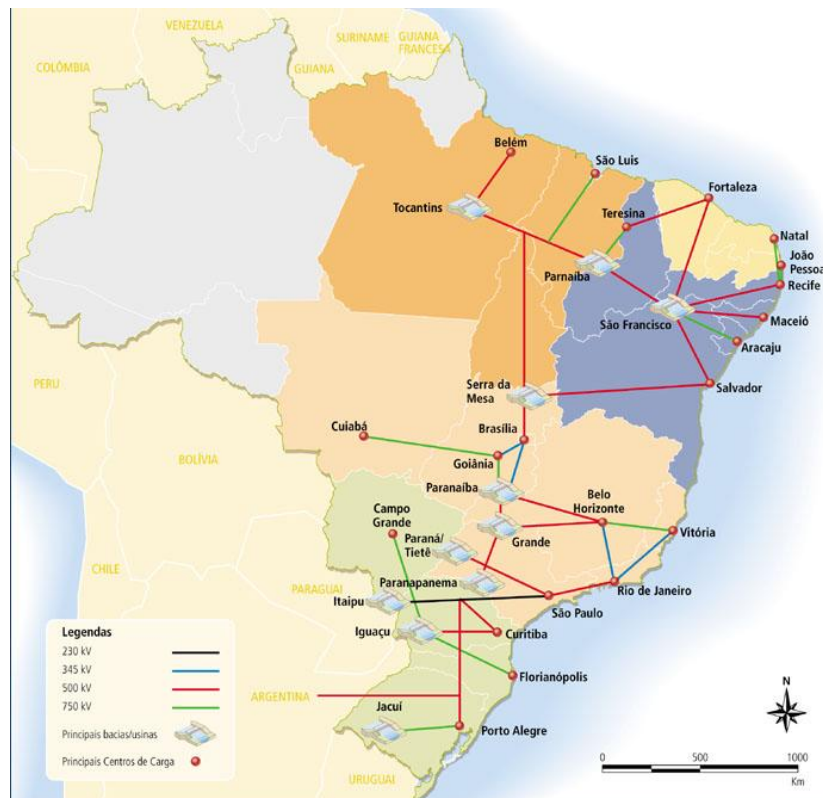 VENEZUELA
SURINAME
GUIANA
FRANCESA
COLÔMBIA
GUIANA
Belém
São Luis
Fortaleza
Tocantins
Teresina
Natal
João
Pessoa
Parnaíba
Recife
São Francisco
Maceió
Aracaju
PERU
Serra da
Mesa
Salvador
Cuiabá
Brasília
BOLÍVIA
Goiânia
Paranaíba
Belo
Horizonte
Campo
Grande
Vitória
Grande
Paraná/
Tietê
CHILE
PARAGUAI
Paranapanema
Rio de Janeiro
Itaipu
São Paulo
Iguaçu
Curitiba
Legendas
230 kV
345 kV
500 kV
750 kV
Principais bacias/usinas
Principais Centros de Carga
Florianópolis
ARGENTINA
Jacuí
Porto Alegre
N
URUGUAI
0 500 1000
Km